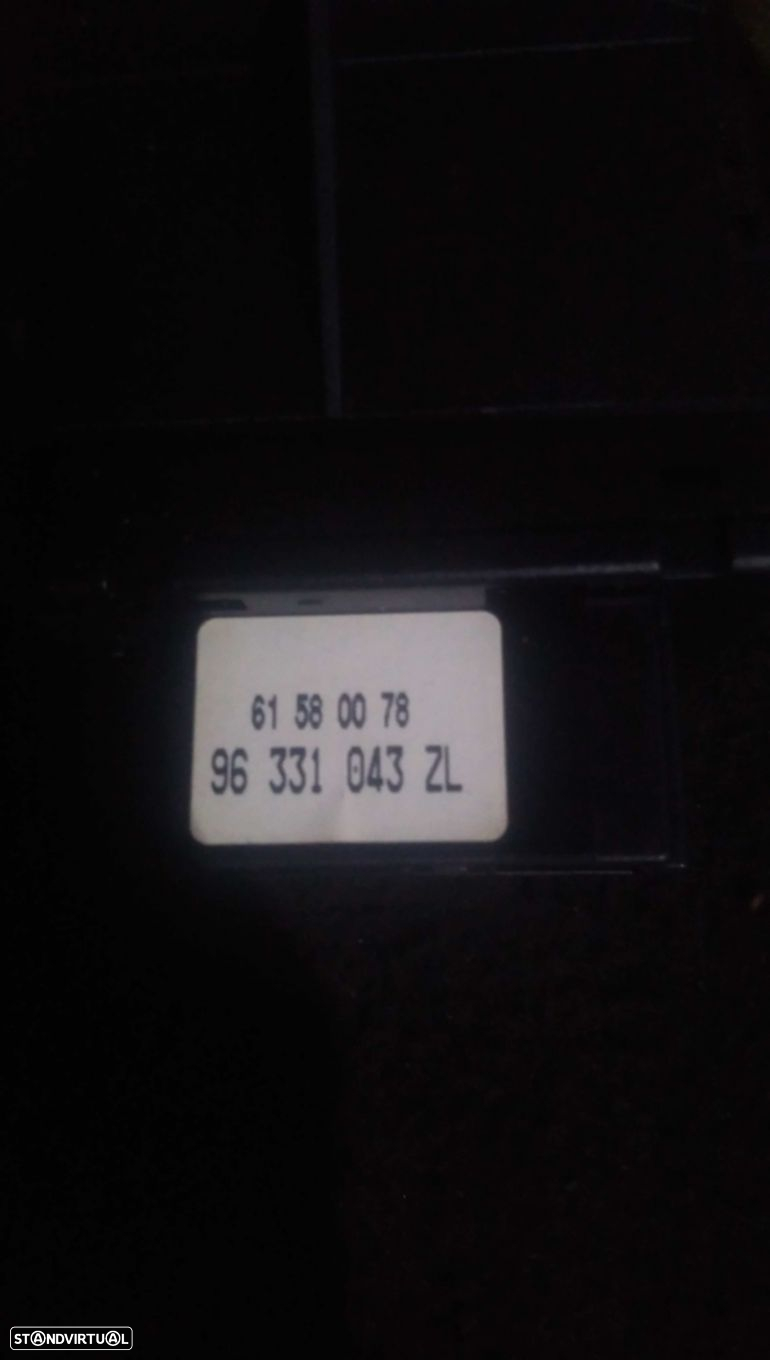 61 58 00 78
96 331 043 ZL
STANDVIRTUAL